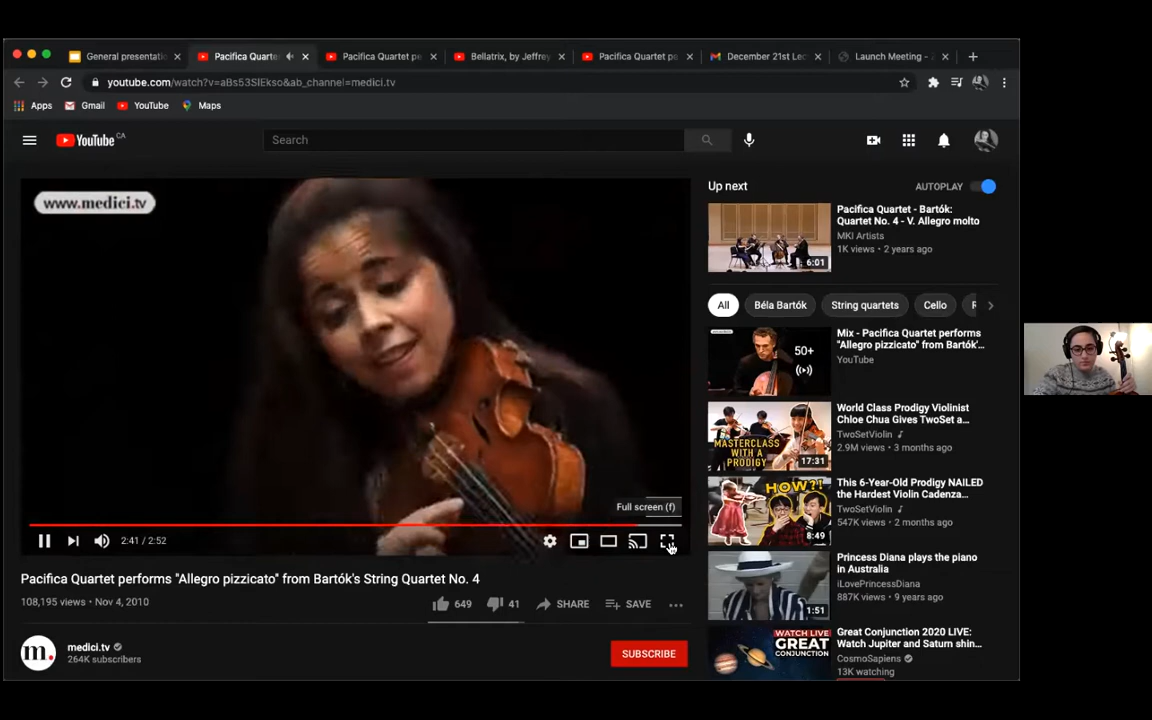 General presentatio
Pacifica Quarte
Pacifica Quartet pe
Bellatrix, by Jeffrey
Pacifica Quartet pe
December 21st Lec
Launch Meeting -
youtube.com/watch?v=aBs53SlEkso&ab_channel=medici.tv
Apps
Gmail
YouTube
Maps
YouTube CA
Search
www.medici.tv
Full screen (f)
2:41 / 2:52
Pacifica Quartet performs "Allegro pizzicato" from Bartók's String Quartet No. 4
108,195 views • Nov 4, 2010
649
41
SHARE
SAVE
m.
medici.tv
264K subscribers
SUBSCRIBE
Up next
AUTOPLAY
6:01
Pacifica Quartet - Bartók:
Quartet No. 4 - V. Allegro molto
MKI Artists
1K views • 2 years ago
All
Béla Bartók
String quartets
Cello
50+
Mix - Pacifica Quartet performs
"Allegro pizzicato" from Bartók's…
YouTube
MASTERCLASS
WITH A
PRODIGY
17:31
World Class Prodigy Violinist
Chloe Chua Gives TwoSet a…
TwoSetViolin
2.9M views • 3 months ago
HOW?!
8:49
This 6-Year-Old Prodigy NAILED
the Hardest Violin Cadenza…
TwoSetViolin
547K views • 2 months ago
1:51
Princess Diana plays the piano
in Australia
iLovePrincessDiana
887K views • 9 years ago
WATCH LIVE
GREAT
CONJUNCTION
Great Conjunction 2020 LIVE:
Watch Jupiter and Saturn shin…
CosmoSapiens
13K watching